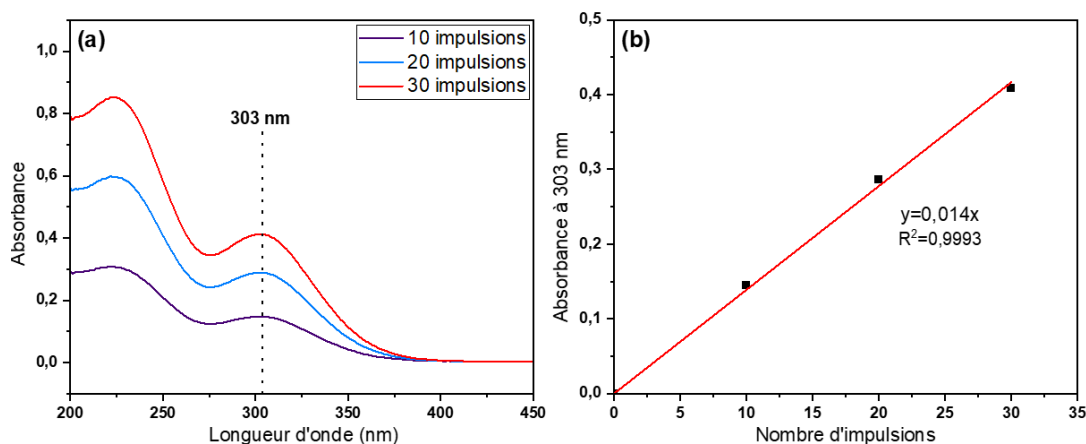 (a)
10 impulsions
20 impulsions
30 impulsions
303 nm
Absorbance
1,0
0,8
0,6
0,4
0,2
0,0
200 250 300 350 400 450
Longueur d'onde (nm)
(b)
y=0,014x
R²=0,9993
Absorbance à 303 nm
0,5
0,4
0,3
0,2
0,1
0,0
0 5 10 15 20 25 30 35
Nombre d'impulsions